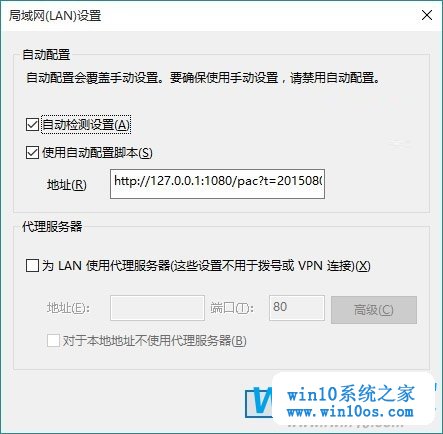 局域网(LAN)设置
自动配置
自动配置会覆盖手动设置。要确保使用手动设置，请禁用自动配置。
自动检测设置(A)
使用自动配置脚本(S)
地址(R)
http://127.0.0.1:1080/pac?t=2015080
代理服务器
为 LAN 使用代理服务器(这些设置不用于拨号或 VPN 连接)(X)
地址(E):
端口(T):
80
高级(C)
对于本地地址不使用代理服务器(B)
win10系统之家
www.win10os.com